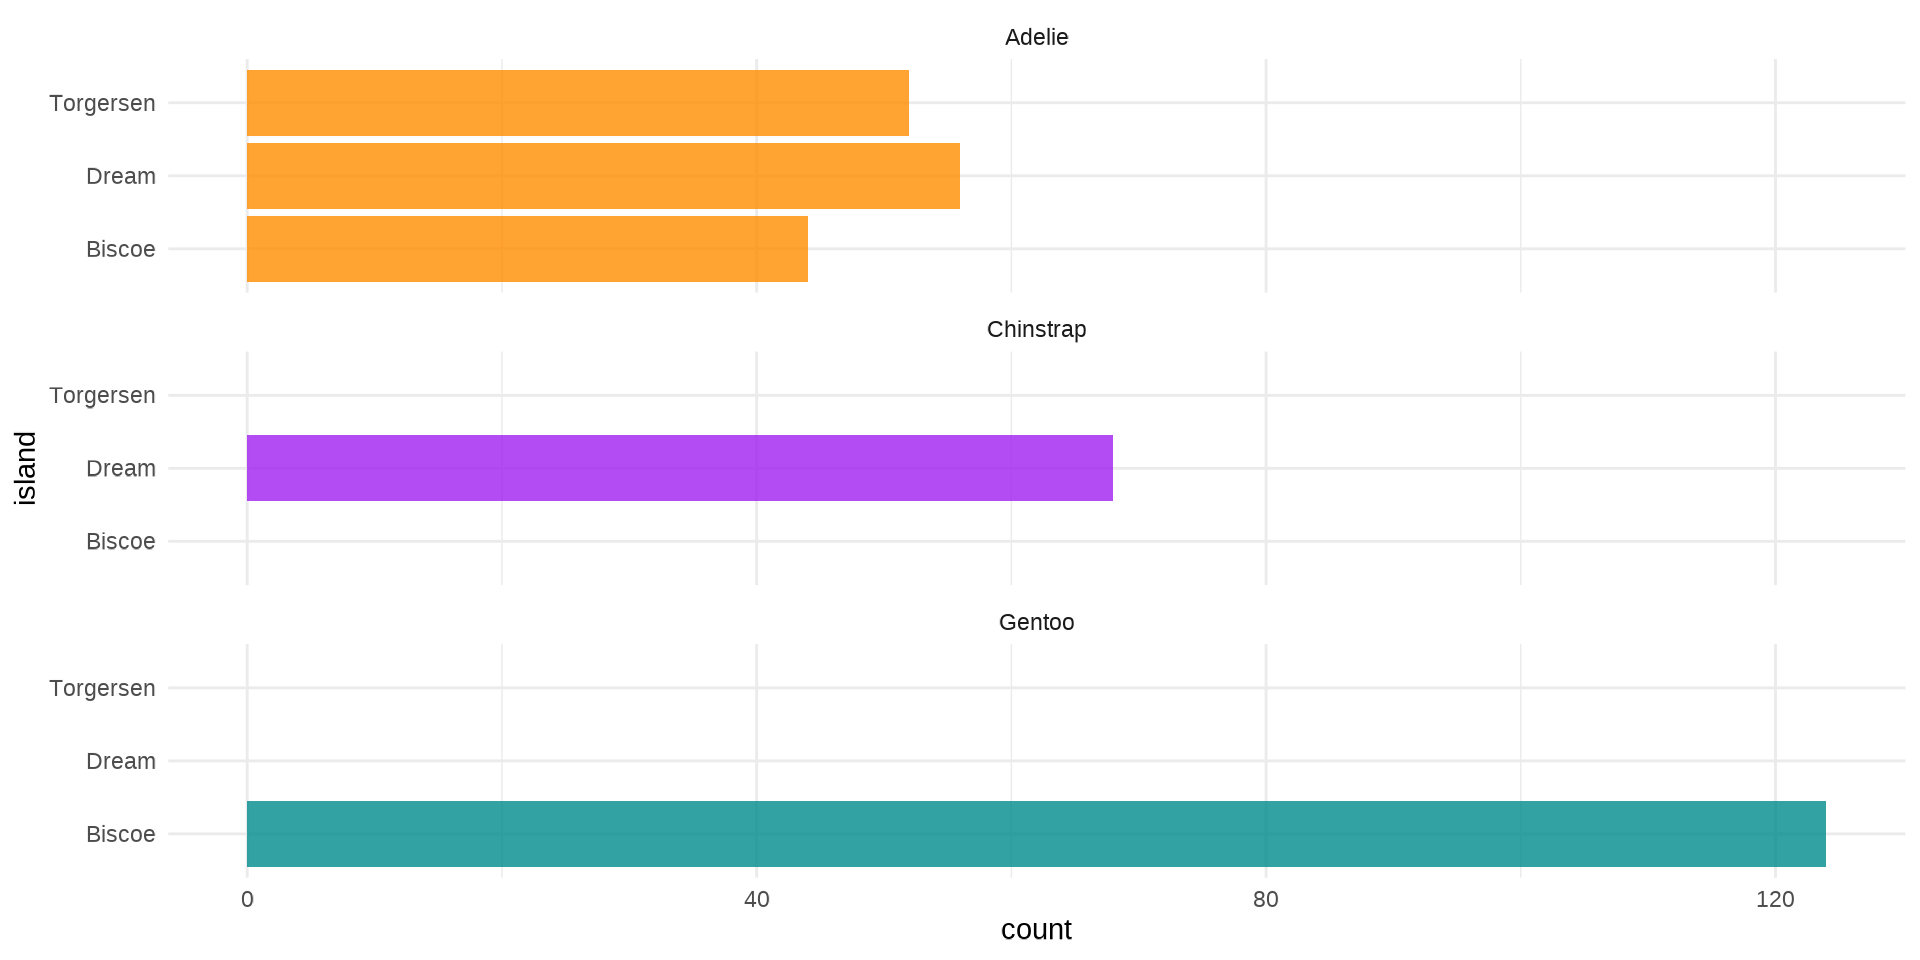 Adelie
Torgersen
Dream
Biscoe
Chinstrap
Torgersen
Dream
Biscoe
island
Gentoo
Torgersen
Dream
Biscoe
0 40 80 120
count